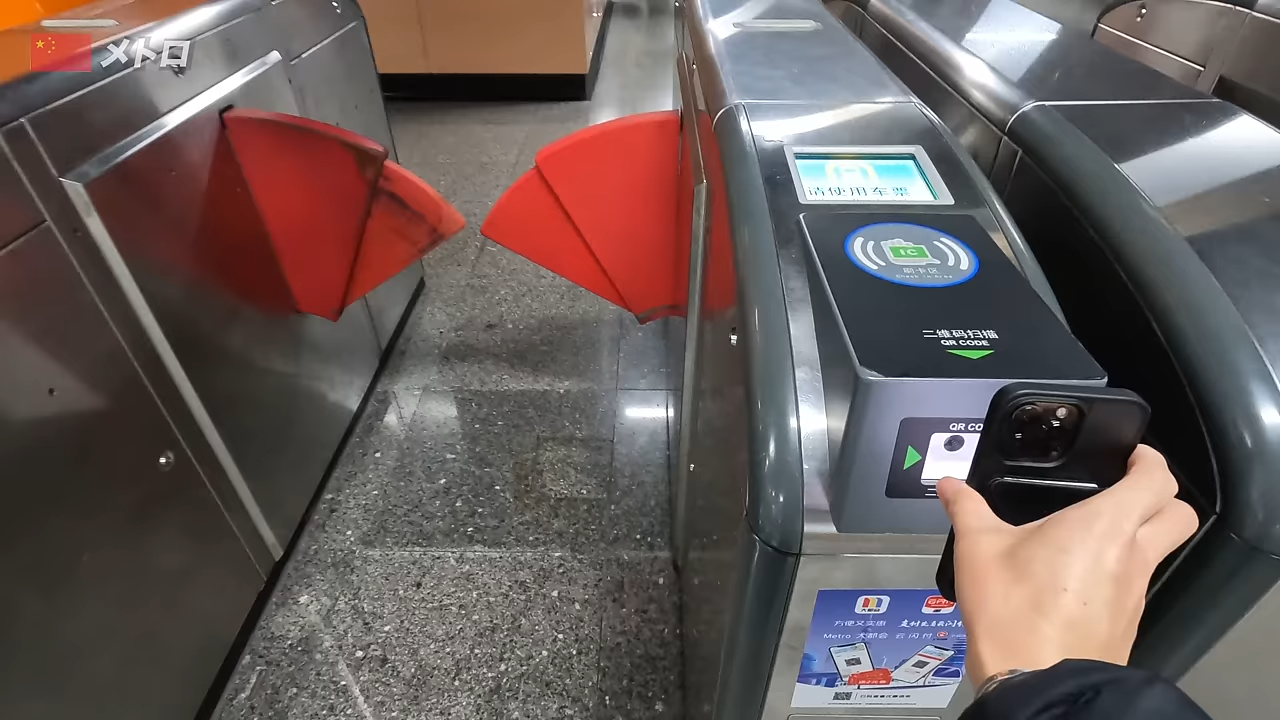 メトロ
请使用车票
IC
刷卡区
Check in Area
二维码扫描
QR CODE
QR CO
大都会
方便又实惠
Metro 大都会 云闪付